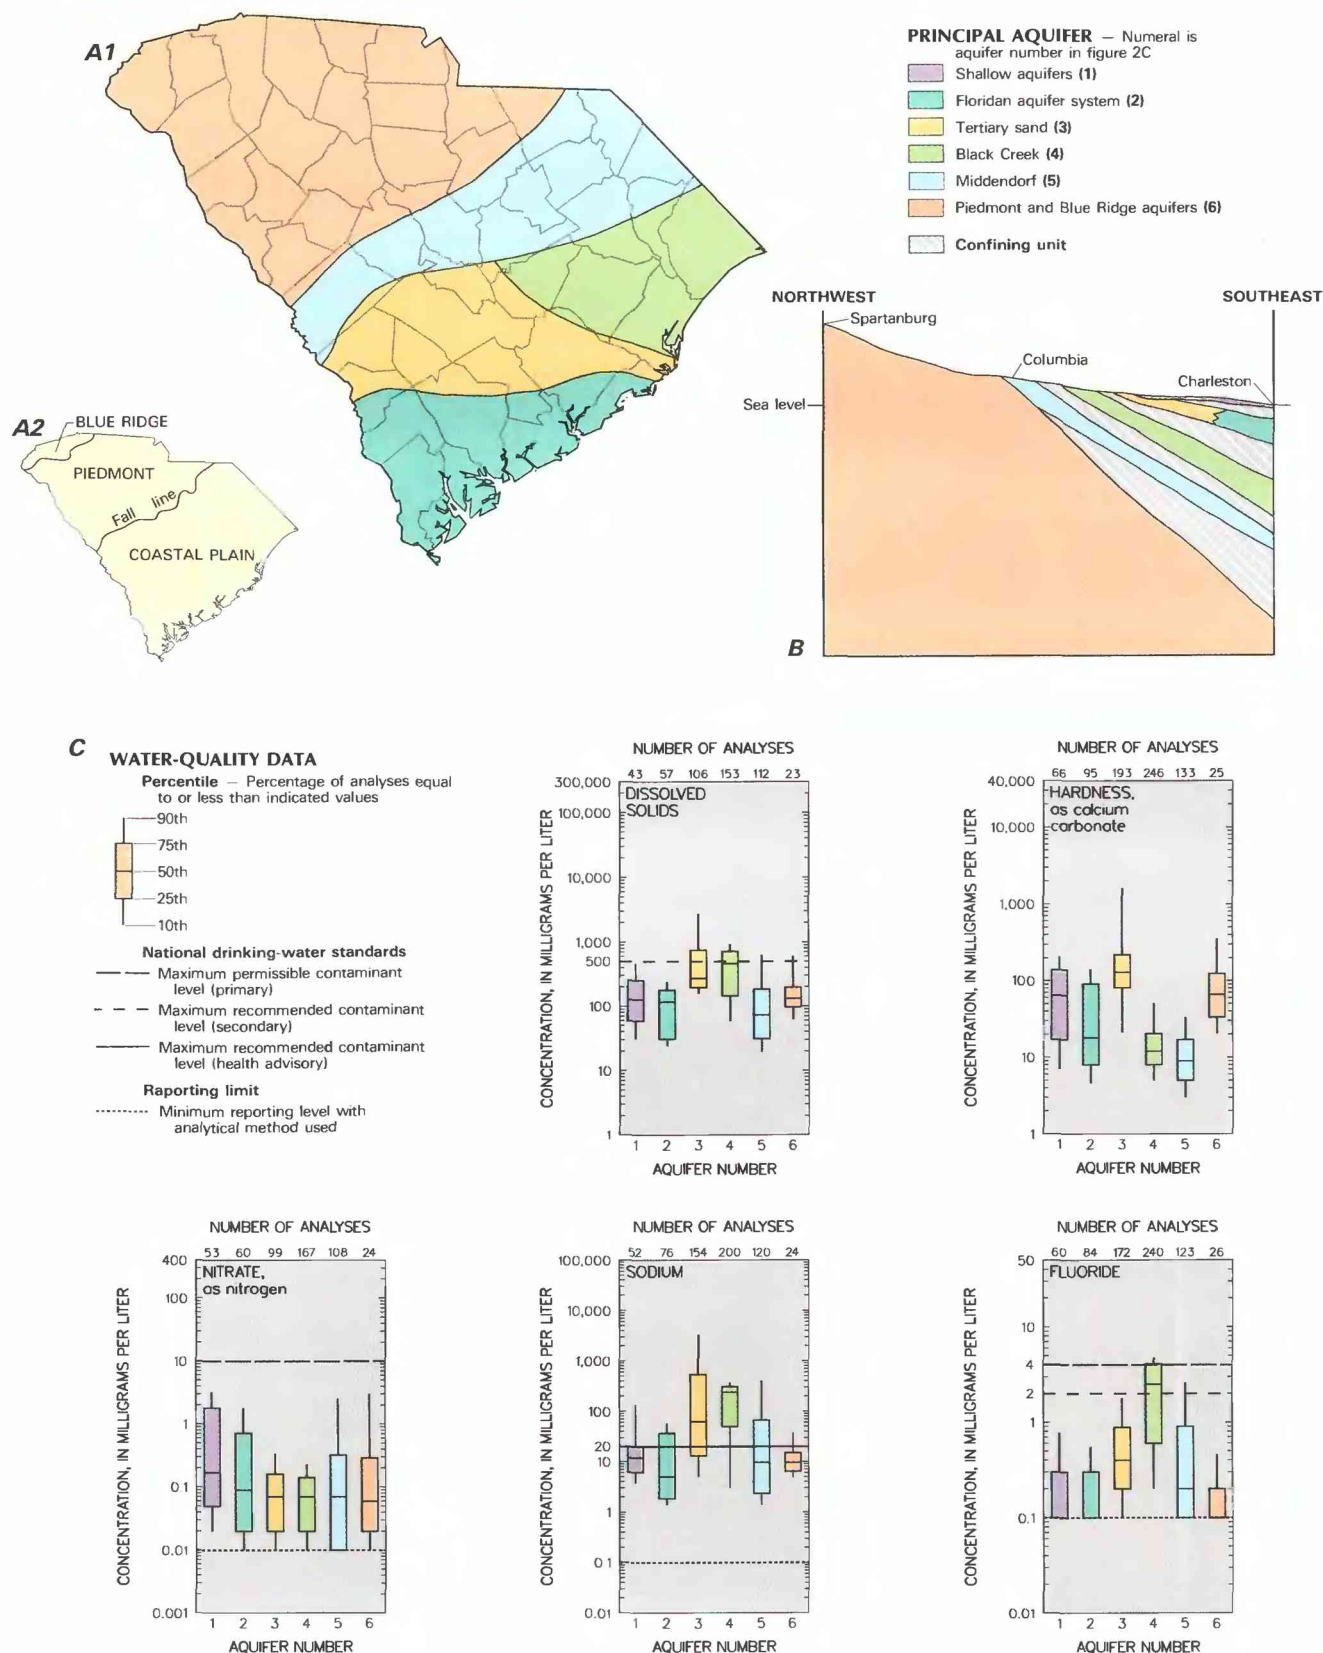 A1
PRINCIPAL AQUIFER — Numeral is
aquifer number in figure 2C
Shallow aquifers (1)
Floridan aquifer system (2)
Tertiary sand (3)
Black Creek (4)
Middendorf (5)
Piedmont and Blue Ridge aquifers (6)
Confining unit
NORTHWEST
SOUTHEAST
Spartanburg
Columbia
Charleston
Sea level
B
A2
BLUE RIDGE
PIEDMONT
Fall line
COASTAL PLAIN
C
WATER-QUALITY DATA
Percentile — Percentage of analyses equal
to or less than indicated values
90th
75th
50th
25th
10th
National drinking-water standards
Maximum permissible contaminant
level (primary)
Maximum recommended contaminant
level (secondary)
Maximum recommended contaminant
level (health advisory)
Raporting limit
Minimum reporting level with
analytical method used
NUMBER OF ANALYSES
43 57 106 153 112 23
DISSOLVED
SOLIDS
CONCENTRATION, IN MILLIGRAMS PER LITER
300,000
100,000
10,000
1,000
500
100
10
1
1 2 3 4 5 6
AQUIFER NUMBER
NUMBER OF ANALYSES
66 95 193 246 133 25
HARDNESS,
as calcium
carbonate
CONCENTRATION, IN MILLIGRAMS PER LITER
40,000
10,000
1,000
100
10
1
1 2 3 4 5 6
AQUIFER NUMBER
NUMBER OF ANALYSES
53 60 99 167 108 24
NITRATE,
as nitrogen
CONCENTRATION, IN MILLIGRAMS PER LITER
400
100
10
1
0.1
0.01
0.001
1 2 3 4 5 6
AQUIFER NUMBER
NUMBER OF ANALYSES
52 76 154 200 120 24
SODIUM
CONCENTRATION, IN MILLIGRAMS PER LITER
100,000
10,000
1,000
100
20
10
1
0 1
0.01
1 2 3 4 5 6
AQUIFER NUMBER
NUMBER OF ANALYSES
60 84 172 240 123 26
FLUORIDE
CONCENTRATION, IN MILLIGRAMS PER LITER
50
10
4
2
1
0.1
0.01
1 2 3 4 5 6
AQUIFER NUMBER